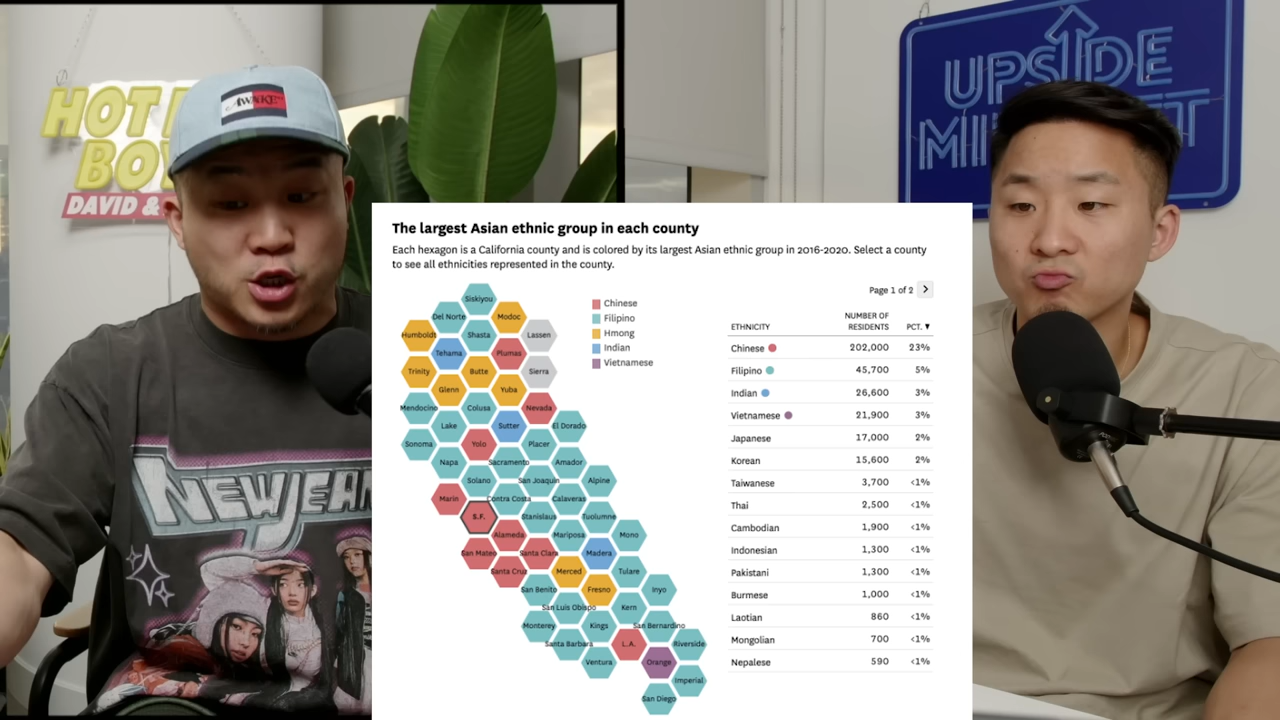 HOT
BOY
DAVID &
AWAKE
NEWJEAN
UPSIDE
The largest Asian ethnic group in each county
Each hexagon is a California county and is colored by its largest Asian ethnic group in 2016-2020. Select a county
to see all ethnicities represented in the county.
Page 1 of 2 >
Siskiyou
Del Norte
Modoc
Humboldt
Shasta
Lassen
Tehama
Plumas
Trinity
Butte
Sierra
Glenn
Yuba
Mendocino
Colusa
Nevada
Lake
Sutter
El Dorado
Sonoma
Yolo
Placer
Napa
Sacramento
Amador
Solano
San Joaquin
Alpine
Marin
Contra Costa
Calaveras
S.F.
Stanislaus
Tuolumne
Alameda
Mariposa
Mono
San Mateo
Santa Clara
Madera
Santa Cruz
Merced
Tulare
San Benito
Fresno
Inyo
San Luis Obispo
Kern
Monterey
Kings
San Bernardino
Santa Barbara
L.A.
Riverside
Ventura
Orange
Imperial
San Diego
Chinese
Filipino
Hmong
Indian
Vietnamese
ETHNICITY NUMBER OF RESIDENTS PCT. ▼
Chinese 202,000 23%
Filipino 45,700 5%
Indian 26,600 3%
Vietnamese 21,900 3%
Japanese 17,000 2%
Korean 15,600 2%
Taiwanese 3,700 <1%
Thai 2,500 <1%
Cambodian 1,900 <1%
Indonesian 1,300 <1%
Pakistani 1,300 <1%
Burmese 1,000 <1%
Laotian 860 <1%
Mongolian 700 <1%
Nepalese 590 <1%